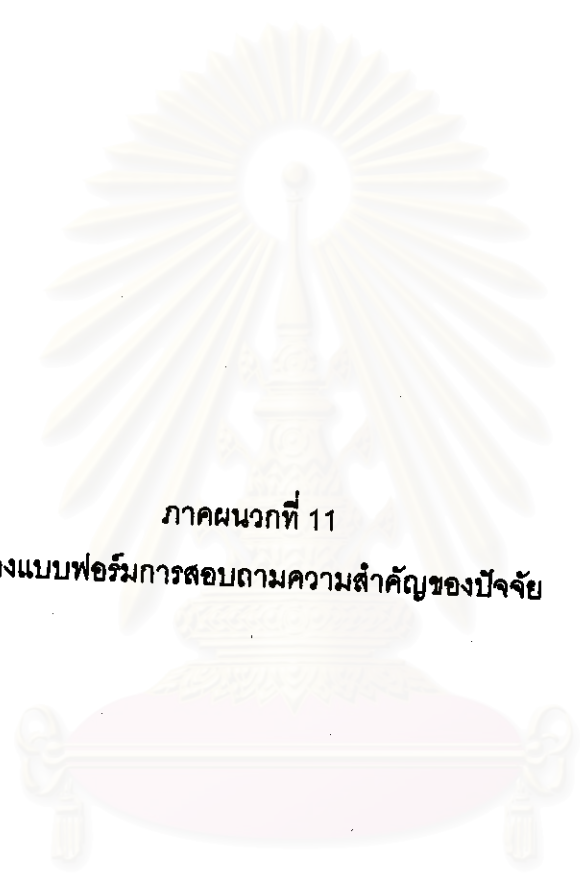 ภาคผนวกที่ 11
งแบบฟอร์มการสอบถามความสำคัญของปัจจัย